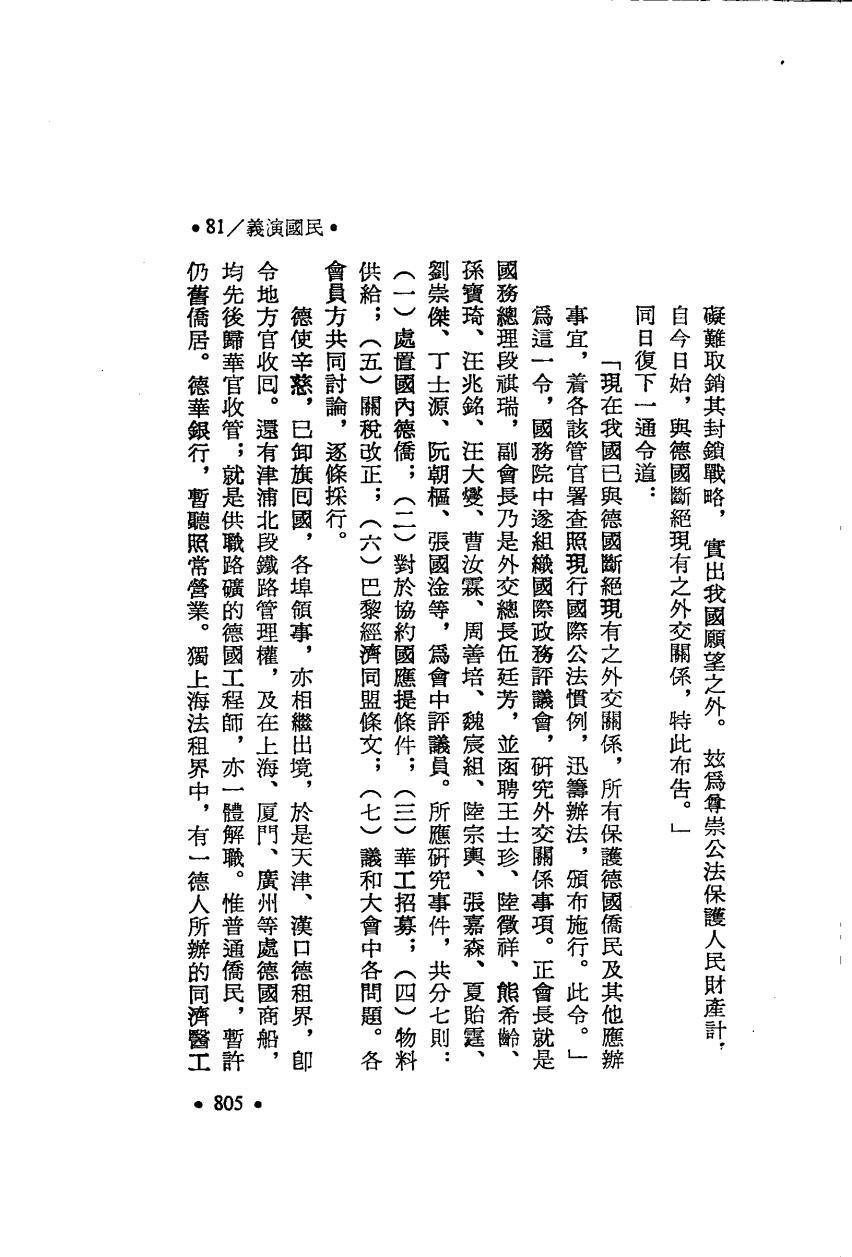 •81/義演國民•
礙難取銷其封鎖戰略，實出我國願望之外。玆爲尊崇公法保護人民財產計，
自今日始，與德國斷絕現有之外交關係，特此布告。」
同日復下一通令道：
「現在我國已與德國斷絕現有之外交關係，所有保護德國僑民及其他應辦
事宜，着各該管官署查照現行國際公法慣例，迅籌辦法，頒布施行。此令。」
爲這一令，國務院中遂組織國際政務評議會，研究外交關係事項。正會長就是
國務總理段祺瑞，副會長乃是外交總長伍廷芳，並函聘王士珍、陸徵祥、熊希齡、
孫寶琦、汪兆銘、汪大燮、曹汝霖、周善培、魏宸組、陸宗輿、張嘉森、夏貽霆、
劉崇傑、丁士源、阮朝樞、張國淦等，爲會中評議員。所應研究事件，共分七則：
（一）處置國內德僑；（二）對於協約國應提條件；（三）華工招募；（四）物料
供給；（五）關稅改正；（六）巴黎經濟同盟條文；（七）議和大會中各問題。各
會員方共同討論，逐條採行。
德使辛慈，已卸旗囘國，各埠領事，亦相繼出境，於是天津、漢口德租界，卽
令地方官收囘。還有津浦北段鐵路管理權，及在上海、厦門、廣州等處德國商船，
均先後歸華官收管；就是供職路礦的德國工程師，亦一體解職。惟普通僑民，暫許
仍舊僑居。德華銀行，暫聽照常營業。獨上海法租界中，有一德人所辦的同濟醫工
• 805 •